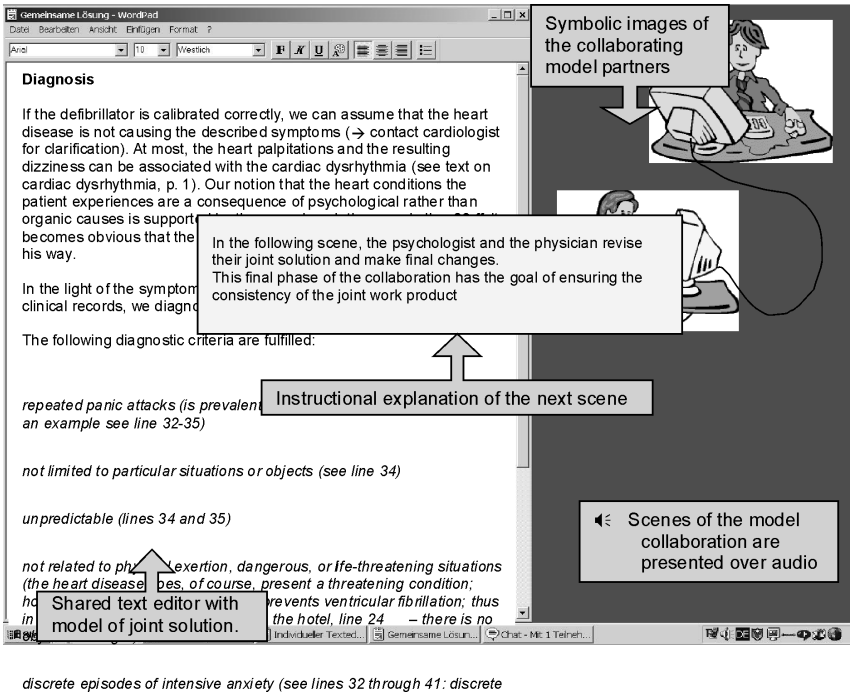 Gemeinsame Lösung - WordPad
Datei Bearbeiten Ansicht Einfügen Format ?
Arial 10 Westlich F K U
Diagnosis
If the defibrillator is calibrated correctly, we can assume that the heart
disease is not causing the described symptoms (→ contact cardiologist
for clarification). At most, the heart palpitations and the resulting
dizziness can be associated with the cardiac dysrhythmia (see text on
cardiac dysrhythmia, p. 1). Our notion that the heart conditions the
patient experiences are a consequence of psychological rather than
organic causes is supported
becomes obvious that the
his way.
In the light of the symptom
clinical records, we diagno
The following diagnostic criteria are fulfilled:
repeated panic attacks (is prevalent
an example see line 32-35)
not limited to particular situations or objects (see line 34)
unpredictable (lines 34 and 35)
not related to exertion, dangerous, or life-threatening situations
(the heart disease of course, present a threatening condition;
prevents ventricular fibrillation; thus
in the hotel, line 24 – there is no
discrete episodes of intensive anxiety (see lines 32 through 41: discrete
Symbolic images of
the collaborating
model partners
In the following scene, the psychologist and the physician revise
their joint solution and make final changes.
This final phase of the collaboration has the goal of ensuring the
consistency of the joint work product
Instructional explanation of the next scene
Scenes of the model
collaboration are
presented over audio
Shared text editor with
model of joint solution.
Individueller Texted... Gemeinsame Lösun... Chat - Mit 1 Teineh... DE